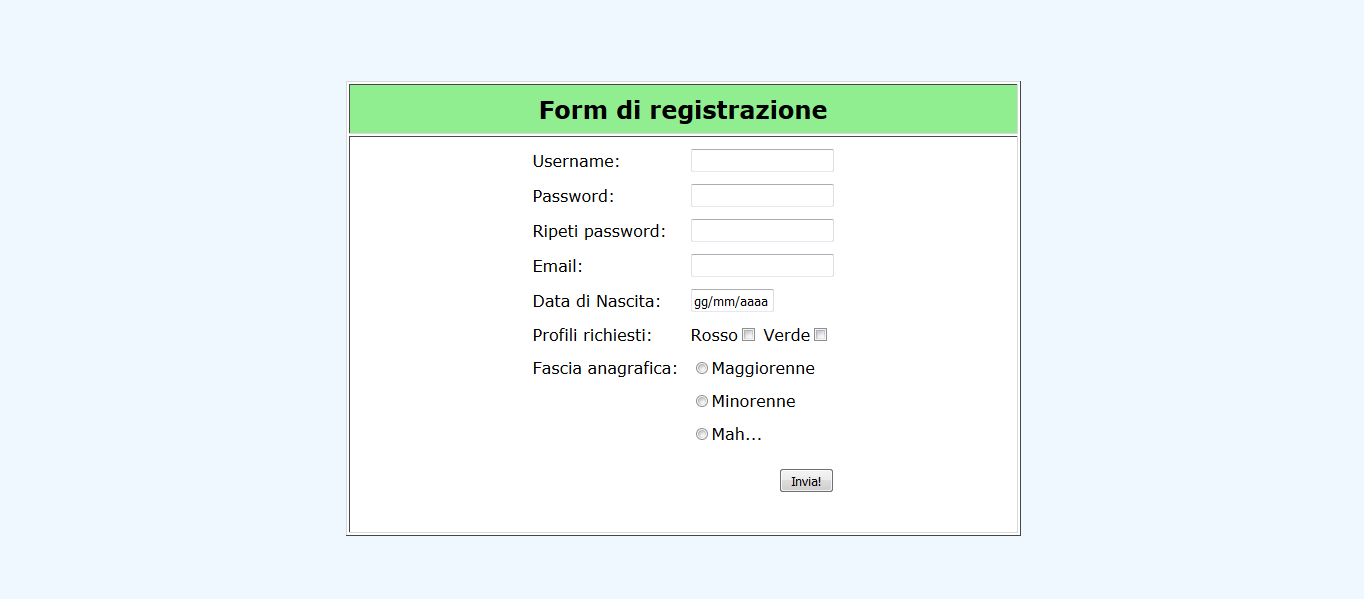 Form di registrazione
Username:
Password:
Ripeti password:
Email:
Data di Nascita: gg/mm/aaaa
Profili richiesti: Rosso Verde
Fascia anagrafica: Maggiorenne
Minorenne
Mah...
Invia!